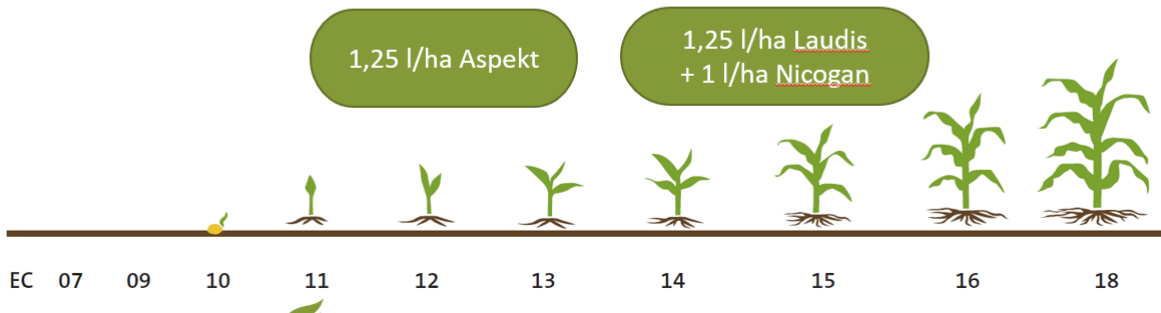 1,25 l/ha Aspekt
1,25 l/ha Laudis
+ 1 l/ha Nicogan
EC 07 09 10 11 12 13 14 15 16 18